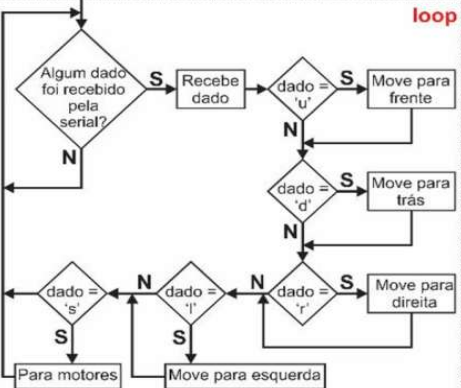 loop
Algum dado
foi recebido
pela
serial?
S
N
Recebe
dado
dado =
'u'
S
N
Move para
frente
dado =
'd'
S
N
Move para
trás
dado =
'r'
S
N
Move para
direita
dado =
'l'
N
S
Move para esquerda
dado =
's'
S
Para motores